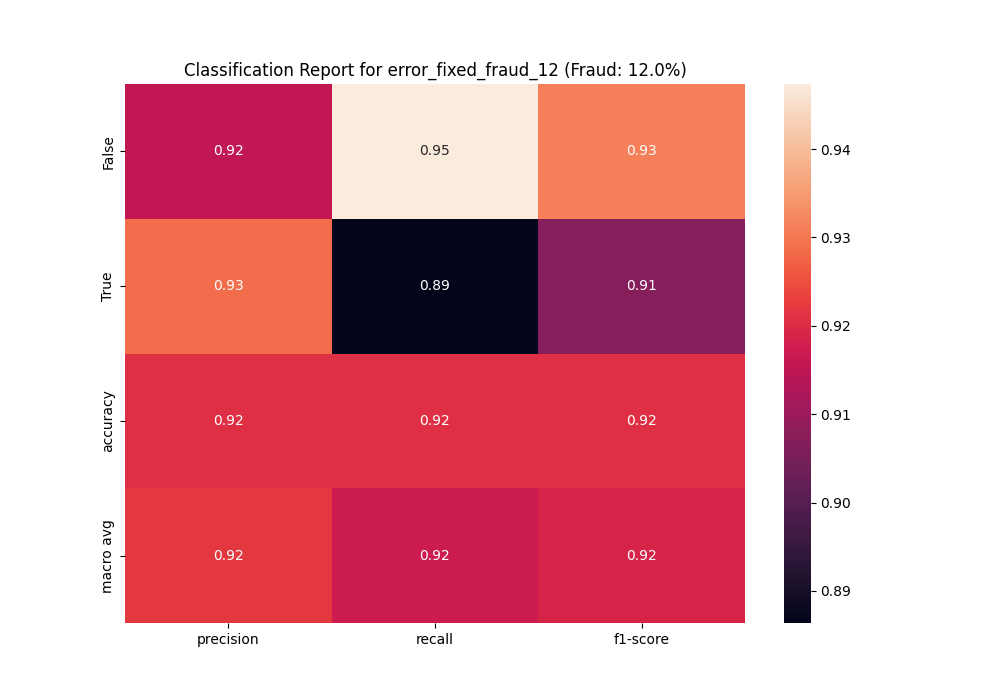 Classification Report for error_fixed_fraud_12 (Fraud: 12.0%)
False 0.92 0.95 0.93
True 0.93 0.89 0.91
accuracy 0.92 0.92 0.92
macro avg 0.92 0.92 0.92
precision recall f1-score
0.94
0.93
0.92
0.91
0.90
0.89